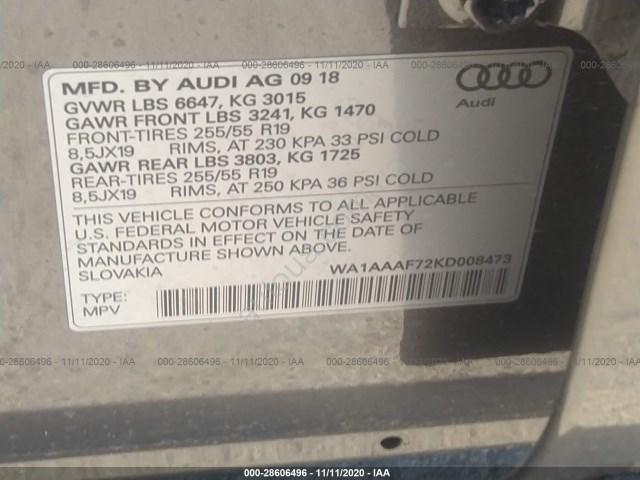 MFD. BY AUDI AG 09 18
Audi
GVWR LBS 6647, KG 3015
GAWR FRONT LBS 3241, KG 1470
FRONT-TIRES 255/55 R19
8,5JX19 RIMS, AT 230 KPA 33 PSI COLD
GAWR REAR LBS 3803, KG 1725
REAR-TIRES 255/55 R19
8,5JX19 RIMS, AT 250 KPA 36 PSI COLD
THIS VEHICLE CONFORMS TO ALL APPLICABLE
U.S. FEDERAL MOTOR VEHICLE SAFETY
STANDARDS IN EFFECT ON THE DATE OF
MANUFACTURE SHOWN ABOVE.
SLOVAKIA
WA1AAAF72KD008473
TYPE:
MPV
000-28606496 - 11/11/2020 - IAA